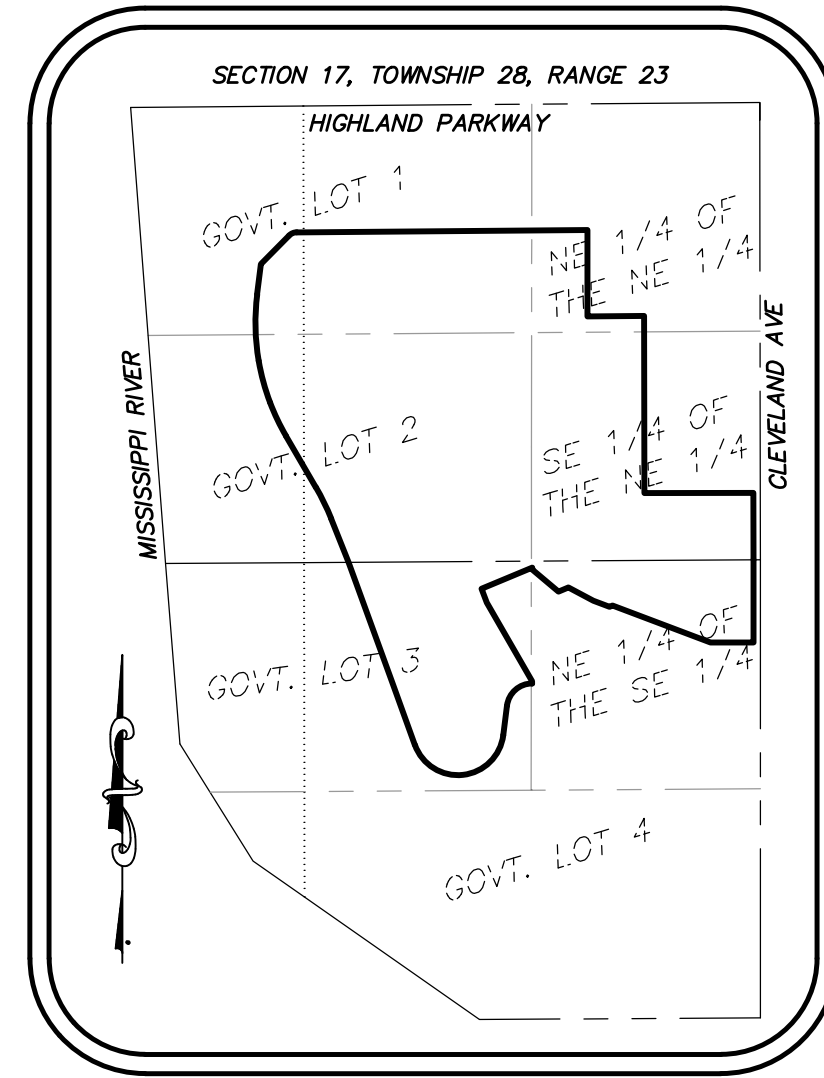 SECTION 17, TOWNSHIP 28, RANGE 23
HIGHLAND PARKWAY
GOVT. LOT 1
NE 1/4 OF
THE NE 1/4
MISSISSIPPI RIVER
CLEVELAND AVE
GOVT. LOT 2
SE 1/4 OF
THE NE 1/4
GOVT. LOT 3
NE 1/4 OF
THE SE 1/4
GOVT. LOT 4